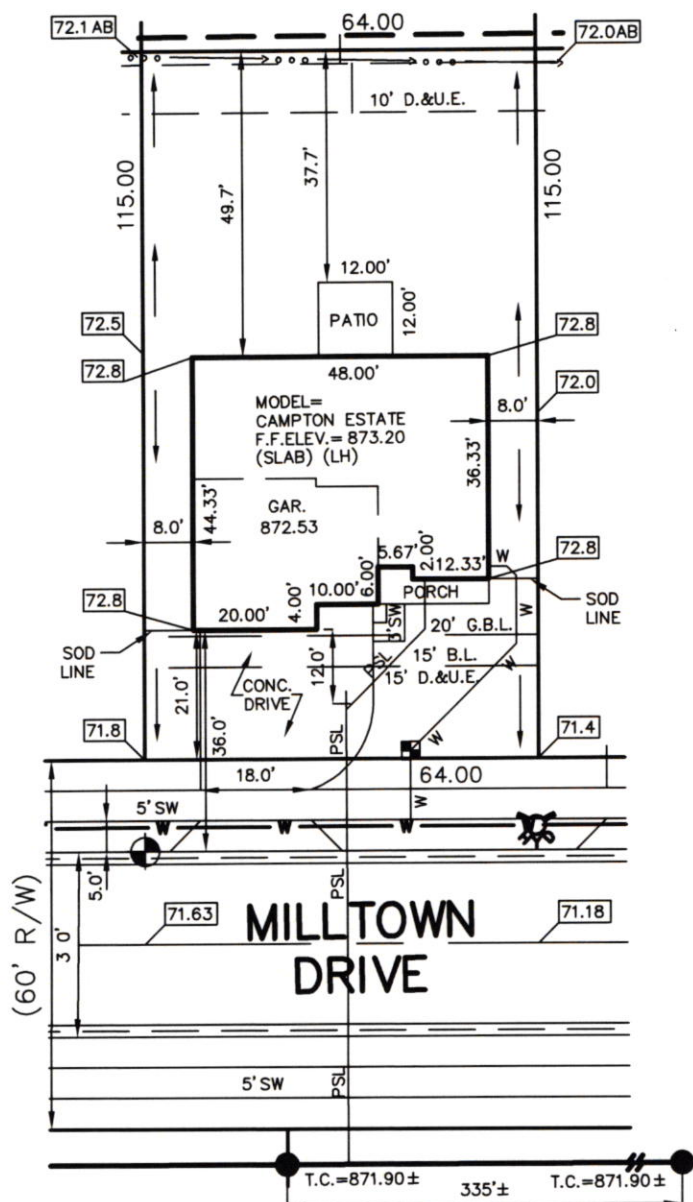 64.00
72.1 AB
72.0AB
10' D.&U.E.
115.00
115.00
49.7'
37.7'
12.00'
PATIO
12.00'
72.5
72.8
72.8
72.0
48.00'
MODEL=
CAMPTON ESTATE
F.F.ELEV.= 873.20
(SLAB) (LH)
8.0'
36.33'
GAR.
872.53
44.33'
8.0'
5.67'
2.00'
12.33'
W
72.8
6.00'
10.00'
4.00'
PORCH
W
72.8
20.00'
3'SW
20' G.B.L.
SOD
LINE
SOD
LINE
15' B.L.
W
PSL
15' D.&U.E.
12.0'
21.0'
CONC.
DRIVE
36.0'
PSL
W
71.8
71.4
18.0'
64.00
W
5' SW
W
W
W
W
5.0'
PSL
71.63
71.18
MILLTOWN
DRIVE
(60' R/W)
3 0'
5' SW
PSL
T.C.=871.90±
335'±
T.C.=871.90±